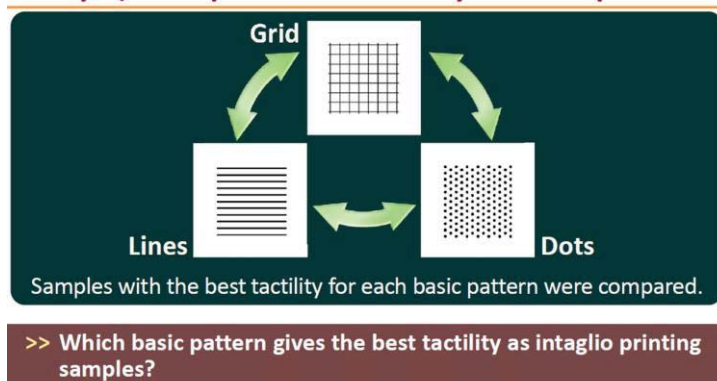 Grid
Lines
Dots
Samples with the best tactility for each basic pattern were compared.
>> Which basic pattern gives the best tactility as intaglio printing
samples?